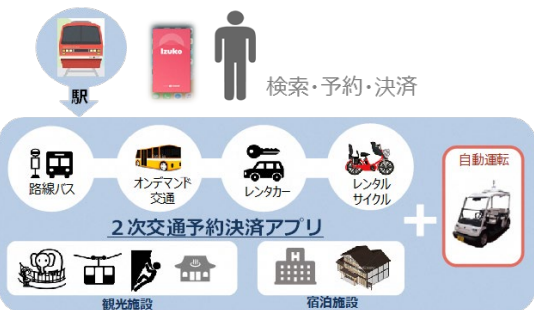 Izuko
検索・予約・決済
駅
路線バス
オンデマンド
交通
レンタカー
レンタル
サイクル
自動運転
2次交通予約決済アプリ
観光施設
宿泊施設